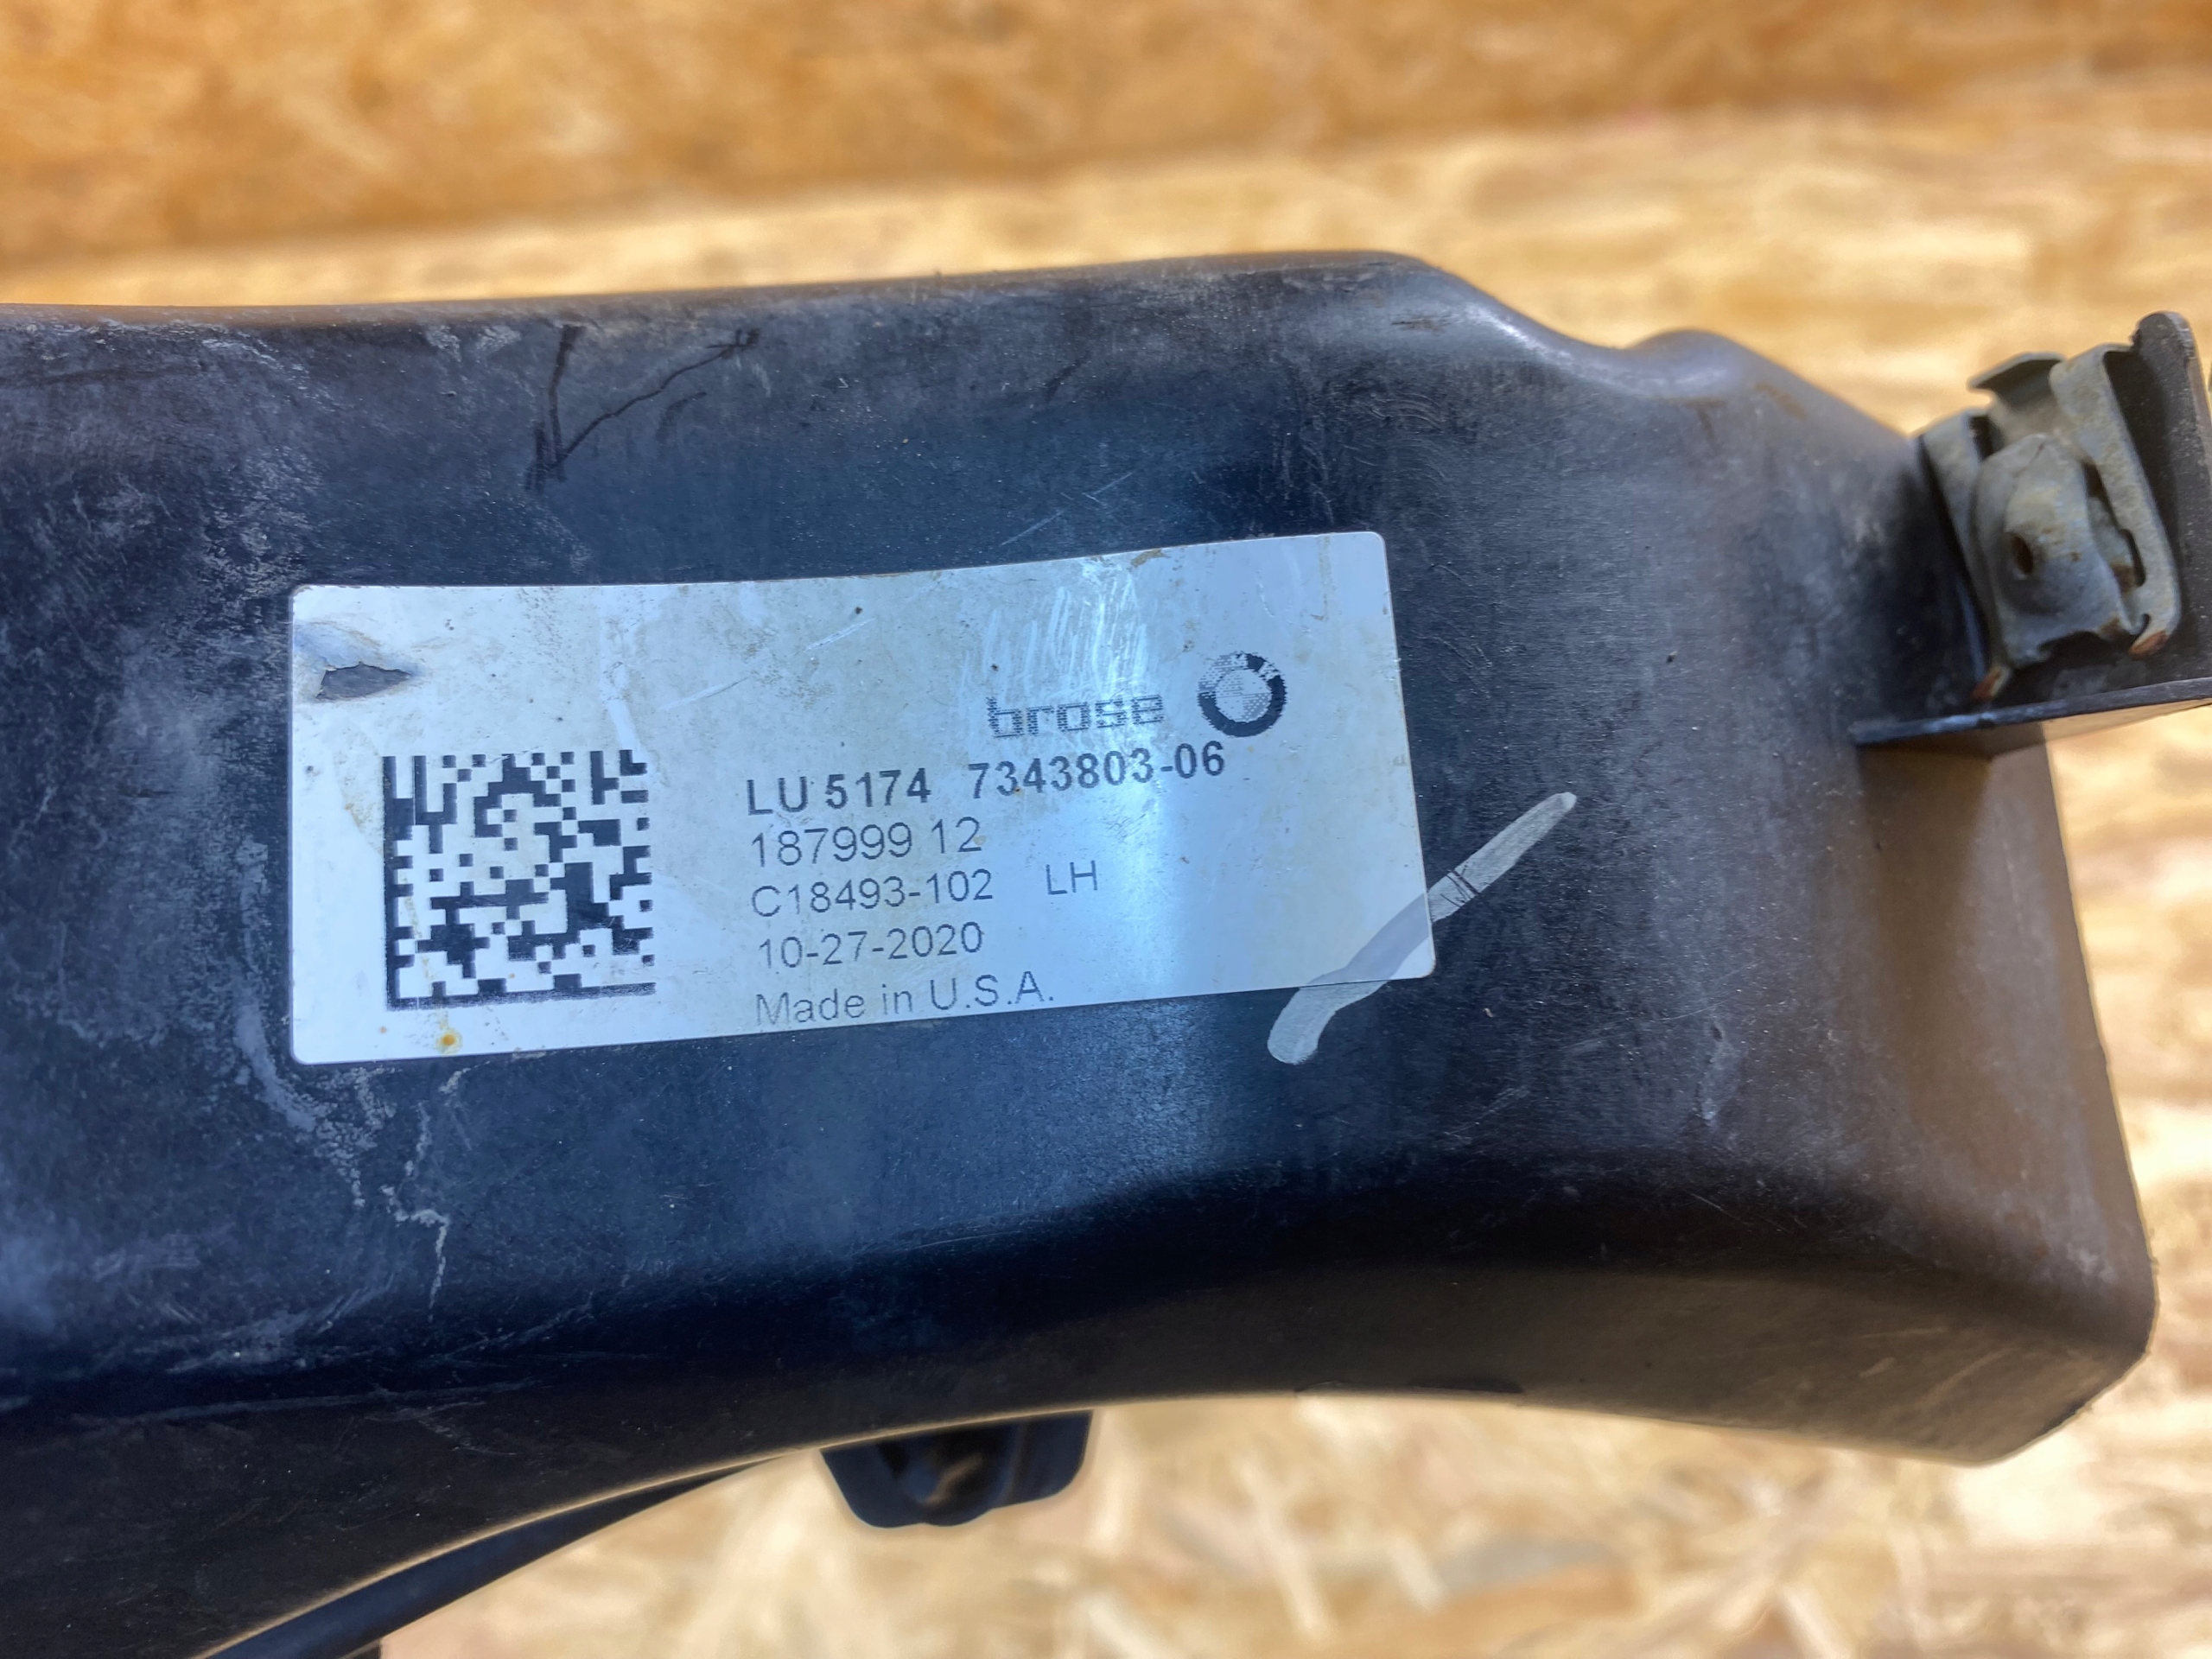 brose
LU 5174 7343803-06
187999 12
C18493-102 LH
10-27-2020
Made in U.S.A.